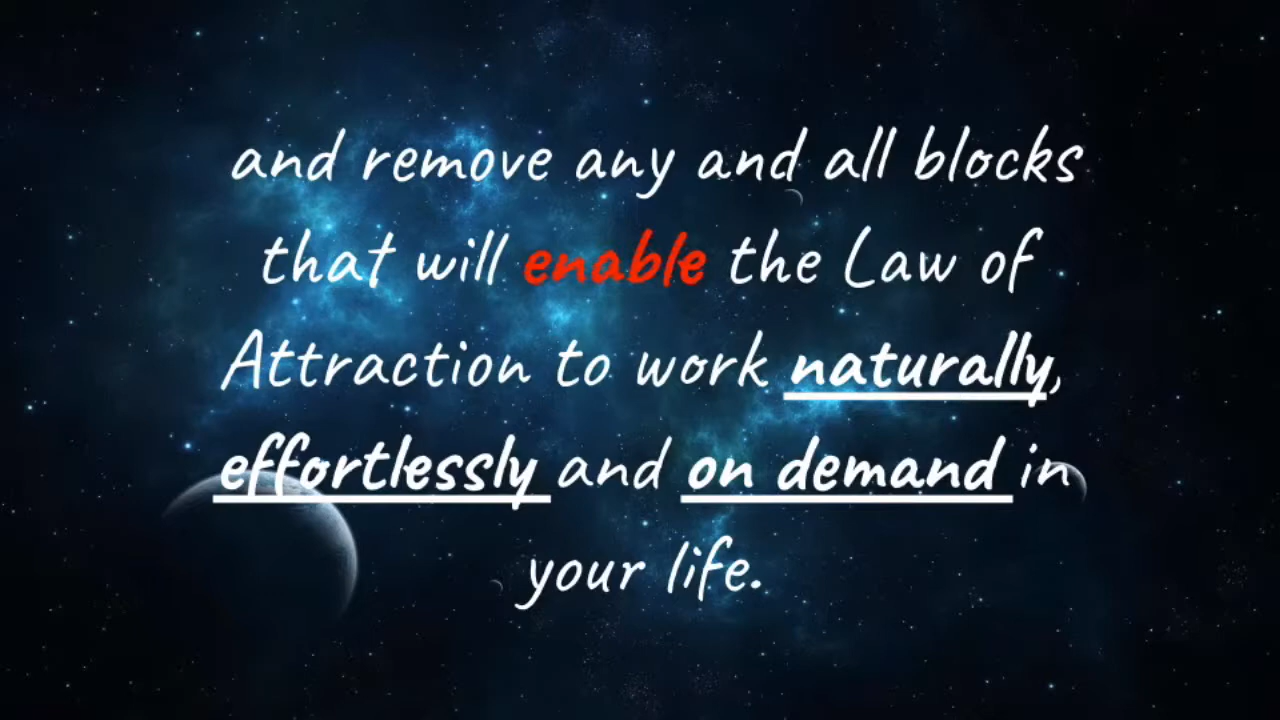 and remove any and all blocks
that will enable the Law of
Attraction to work naturally,
effortlessly and on demand in
your life.